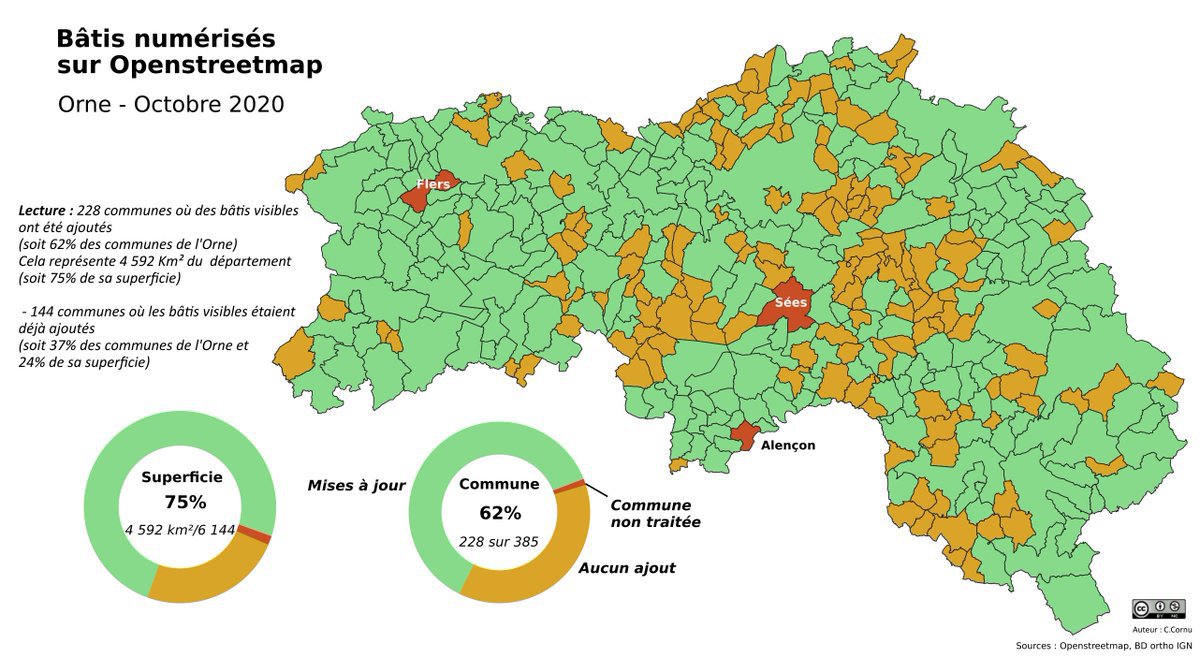 Bâtis numérisés
sur Openstreetmap
Orne - Octobre 2020
Flers
Lecture : 228 communes où des bâtis visibles
ont été ajoutés
(soit 62% des communes de l'Orne)
Cela représente 4 592 Km² du département
(soit 75% de sa superficie)
- 144 communes où les bâtis visibles étaient
déjà ajoutés
(soit 37% des communes de l'Orne et
24% de sa superficie)
Sées
Alençon
Superficie
75%
4 592 km²/6 144
Mises à jour
Commune
62%
228 sur 385
Commune
non traitée
Aucun ajout
cc
BY NC
Auteur : C.Cornu
Sources : Openstreetmap, BD ortho IGN